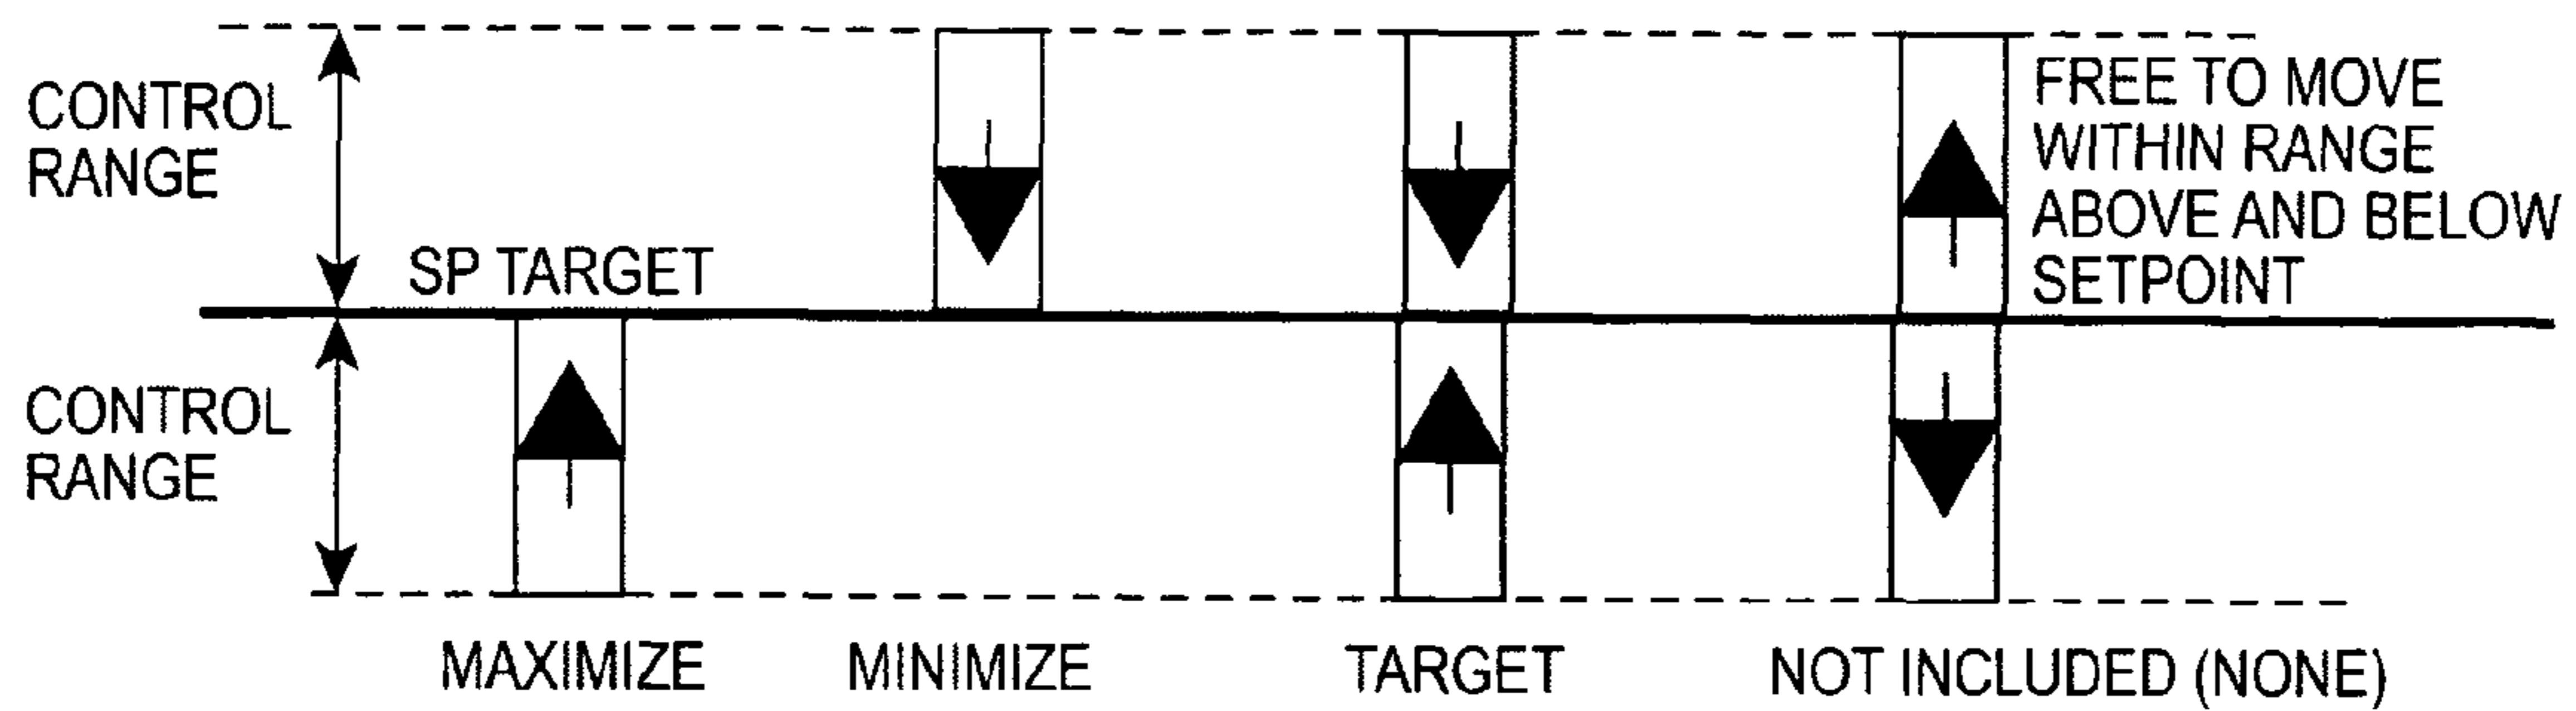 CONTROL
RANGE
SP TARGET
FREE TO MOVE
WITHIN RANGE
ABOVE AND BELOW
SETPOINT
CONTROL
RANGE
MAXIMIZE
MINIMIZE
TARGET
NOT INCLUDED (NONE)